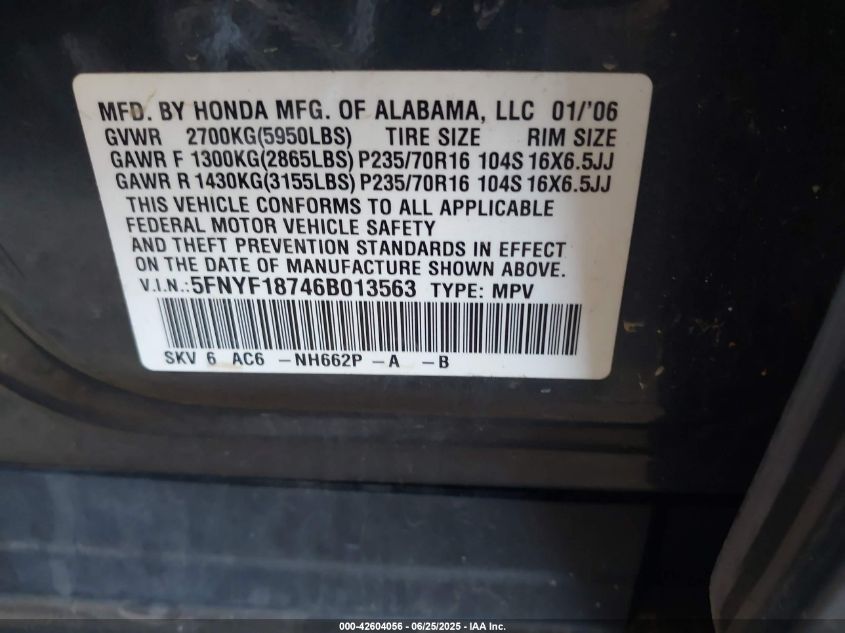 MFD. BY HONDA MFG. OF ALABAMA, LLC 01/'06
GVWR 2700KG(5950LBS) TIRE SIZE RIM SIZE
GAWR F 1300KG(2865LBS) P235/70R16 104S 16X6.5JJ
GAWR R 1430KG(3155LBS) P235/70R16 104S 16X6.5JJ
THIS VEHICLE CONFORMS TO ALL APPLICABLE
FEDERAL MOTOR VEHICLE SAFETY
AND THEFT PREVENTION STANDARDS IN EFFECT
ON THE DATE OF MANUFACTURE SHOWN ABOVE.
V.I.N.:5FNYF18746B013563 TYPE: MPV
SKV 6 AC6 -NH662P -A -B
000-42604056 - 06/25/2025 - IAA Inc.